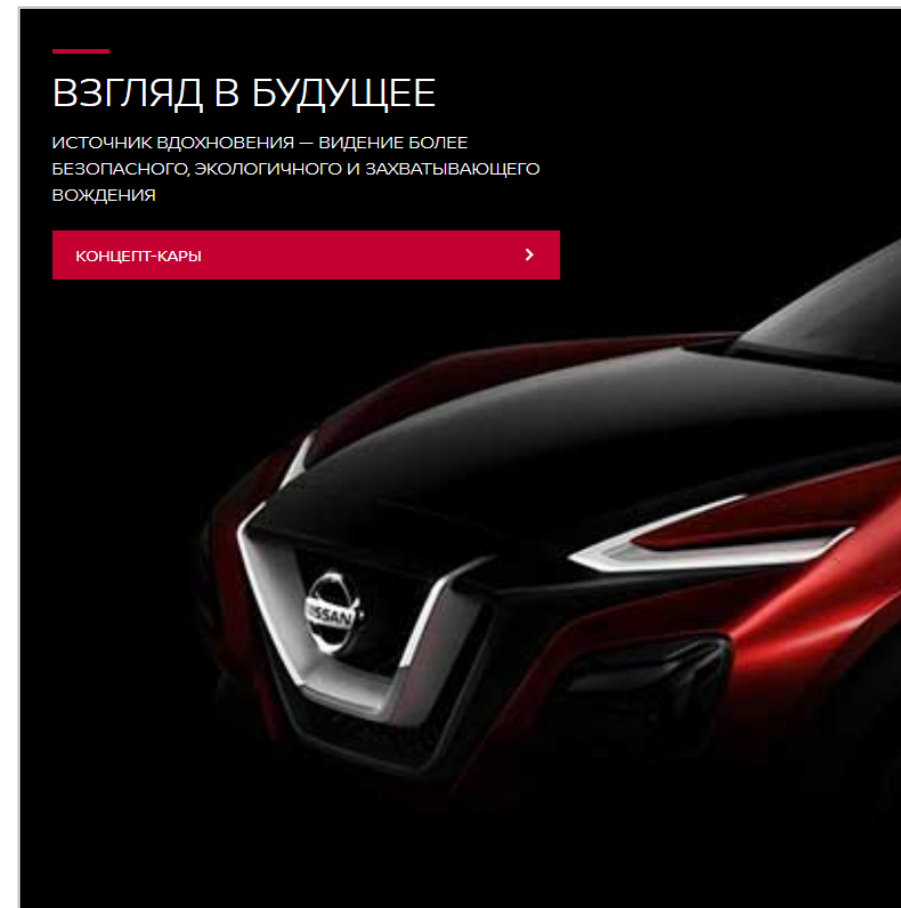 ВЗГЛЯД В БУДУЩЕЕ
ИСТОЧНИК ВДОХНОВЕНИЯ — ВИДЕНИЕ БОЛЕЕ
БЕЗОПАСНОГО, ЭКОЛОГИЧНОГО И ЗАХВАТЫВАЮЩЕГО
ВОЖДЕНИЯ
КОНЦЕПТ-КАРЫ
NISSAN